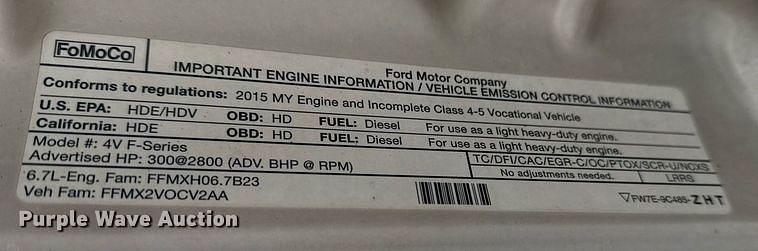 FoMoCo
Ford Motor Company
IMPORTANT ENGINE INFORMATION / VEHICLE EMISSION CONTROL INFORMATION
Conforms to regulations: 2015 MY Engine and Incomplete Class 4-5 Vocational Vehicle
U.S. EPA: HDE/HDV OBD: HD FUEL: Diesel For use as a light heavy-duty engine.
California: HDE OBD: HD FUEL: Diesel For use as a light heavy-duty engine.
Model #: 4V F-Series
Advertised HP: 300@2800 (ADV. BHP @ RPM) TC/DFI/CAC/EGR-C/OC/PTOX/SCR-U/NOXS
No adjustments needed. LRRS
6.7L-Eng. Fam: FFMXH06.7B23
Veh Fam: FFMX2VOCV2AA
▽FW7E-9C485-ZHT
Purple Wave Auction